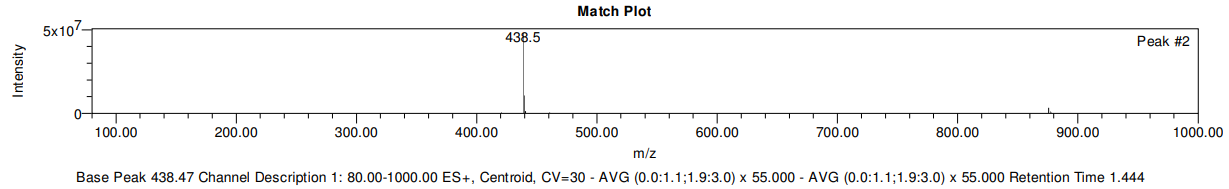 Match Plot
5x10^7
438.5
Peak #2
Intensity
0
100.00 200.00 300.00 400.00 500.00 600.00 700.00 800.00 900.00 1000.00
m/z
Base Peak 438.47 Channel Description 1: 80.00-1000.00 ES+, Centroid, CV=30 - AVG (0.0:1.1;1.9:3.0) x 55.000 - AVG (0.0:1.1;1.9:3.0) x 55.000 Retention Time 1.444